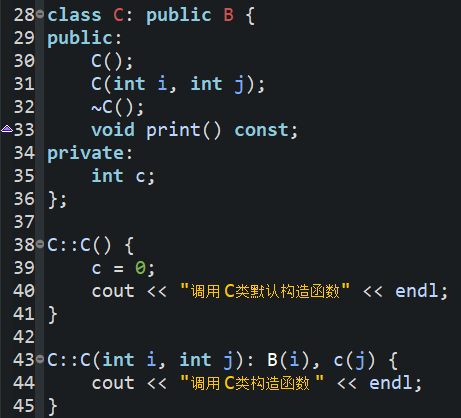 28 class C: public B {
29 public:
30     C();
31     C(int i, int j);
32     ~C();
33     void print() const;
34 private:
35     int c;
36 };
37
38 C::C() {
39     c = 0;
40     cout << "调用C类默认构造函数" << endl;
41 }
42
43 C::C(int i, int j): B(i), c(j) {
44     cout << "调用C类构造函数 " << endl;
45 }